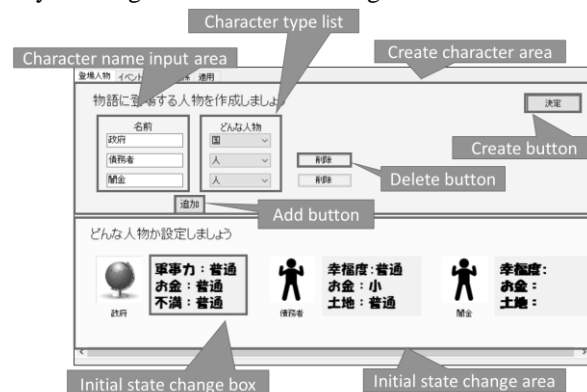 Character type list
Character name input area
Create character area
登場人物 イベント 適用
物語に登場する人物を作成しましょう
決定
名前
どんな人物
政府
国
Create button
債務者
人
削除
闇金
人
削除
Delete button
追加
Add button
どんな人物か設定しましょう
軍事力：普通
お金：普通
不満：普通
政府
幸福度：普通
お金：小
土地：普通
債務者
幸福度：
お金：
土地：
闇金
Initial state change box
Initial state change area